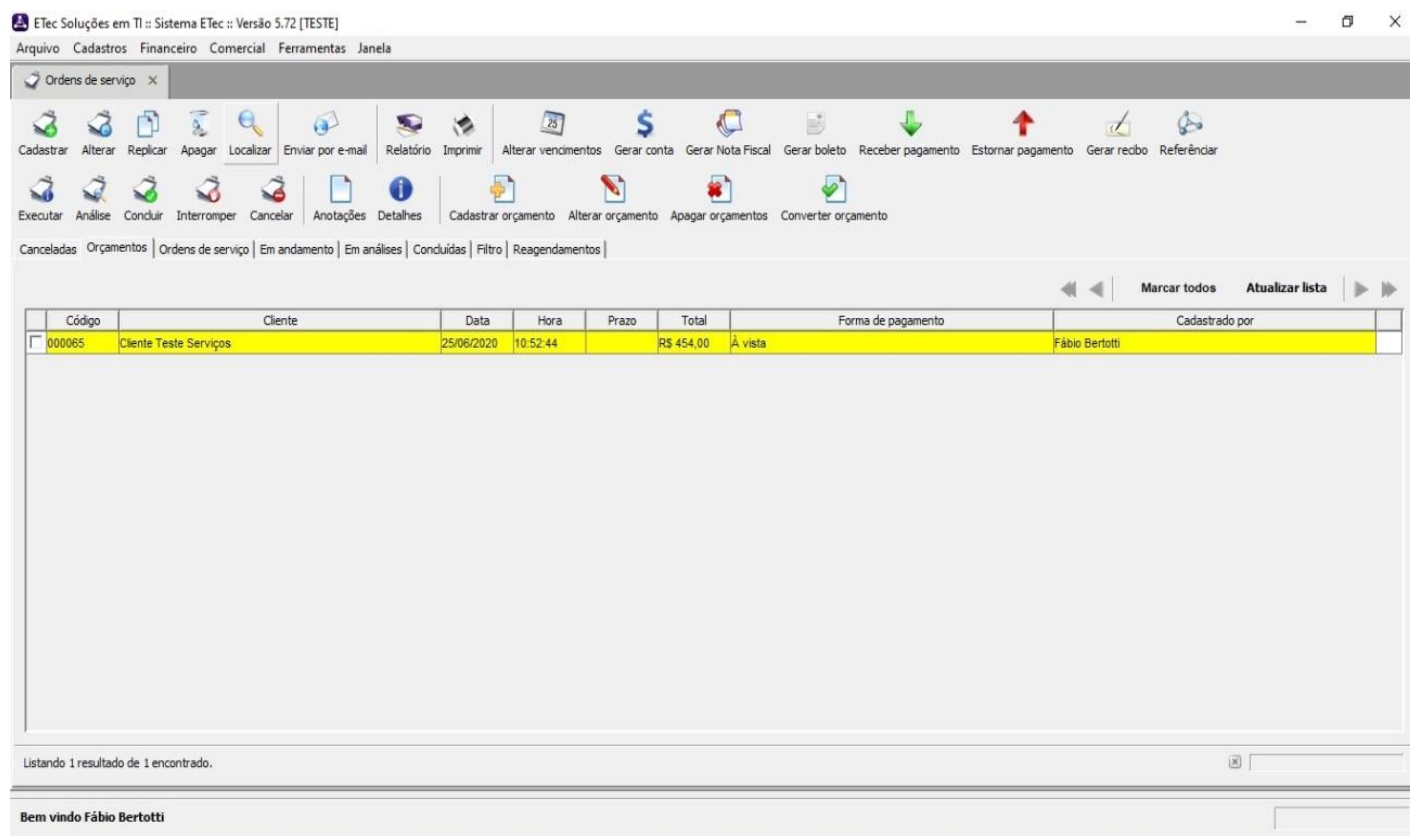 ETec Soluções em TI :: Sistema ETec :: Versão 5.72 [TESTE]
Arquivo Cadastros Financeiro Comercial Ferramentas Janela
Ordens de serviço
Cadastrar Alterar Replicar Apagar Localizar Enviar por e-mail Relatório Imprimir Alterar vencimentos Gerar conta Gerar Nota Fiscal Gerar boleto Receber pagamento Estornar pagamento Gerar recibo Referênciar
Executar Análise Concluir Interromper Cancelar Anotações Detalhes Cadastrar orçamento Alterar orçamento Apagar orçamentos Converter orçamento
Canceladas Orçamentos Ordens de serviço Em andamento Em análises Concluídas Filtro Reagendamentos
Marcar todos Atualizar lista
Código Cliente Data Hora Prazo Total Forma de pagamento Cadastrado por
000065 Cliente Teste Serviços 25/06/2020 10:52:44 R$ 454,00 À vista Fábio Bertotti
Listando 1 resultado de 1 encontrado.
Bem vindo Fábio Bertotti